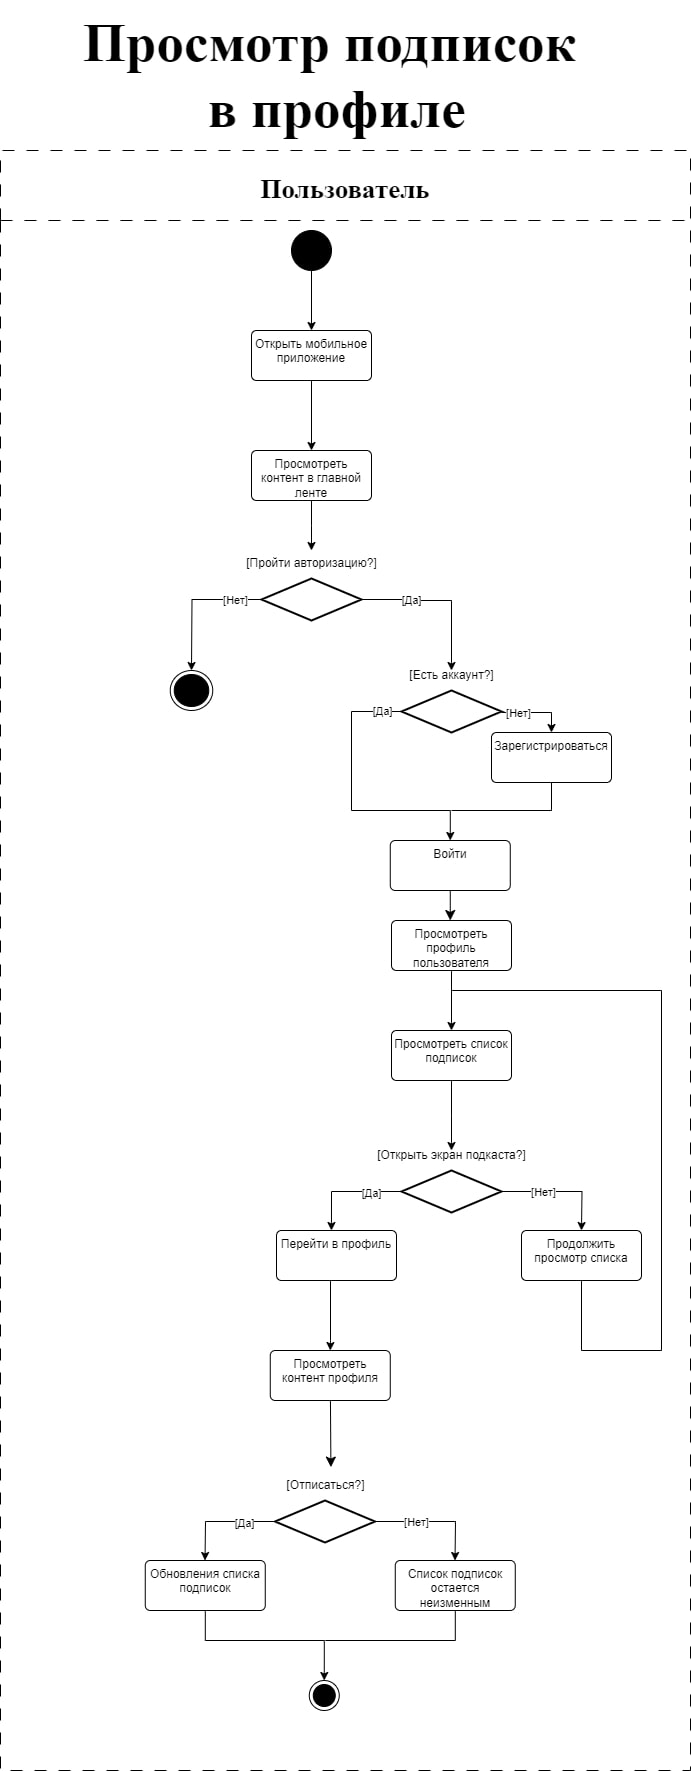 Просмотр подписок
в профиле
Пользователь
Открыть мобильное
приложение
Просмотреть
контент в главной
ленте
[Пройти авторизацию?]
[Нет]
[Да]
[Есть аккаунт?]
[Да]
[Нет]
Зарегистрироваться
Войти
Просмотреть
профиль
пользователя
Просмотреть список
подписок
[Открыть экран подкаста?]
[Да]
[Нет]
Перейти в профиль
Продолжить
просмотр списка
Просмотреть
контент профиля
[Отписаться?]
[Да]
[Нет]
Обновления списка
подписок
Список подписок
остается
неизменным